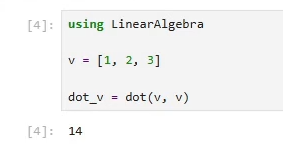 [4]: using LinearAlgebra
v = [1, 2, 3]
dot_v = dot(v, v)
[4]: 14